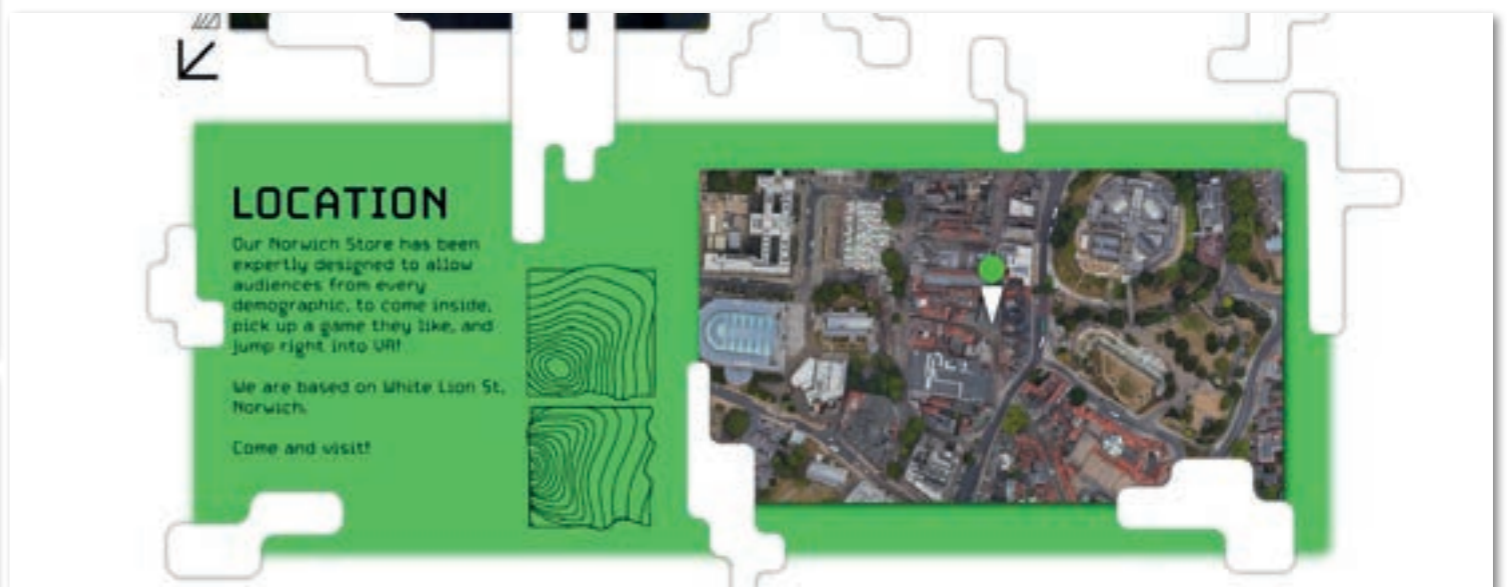 LOCATION
Our Norwich Store has been
expertly designed to allow
audiences from every
demographic, to come inside,
pick up a game they like, and
jump right into VR!
We are based on White Lion St,
Norwich.
Come and visit!